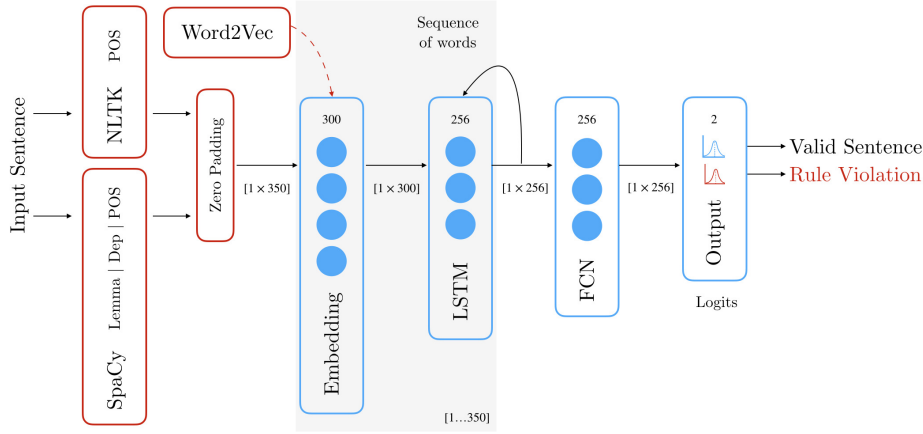 Input Sentence
NLTK POS
SpaCy Lemma | Dep | POS
Word2Vec
Zero Padding
[1 × 350]
Sequence
of words
300
Embedding
[1 × 300]
256
LSTM
[1...350]
[1 × 256]
256
FCN
[1 × 256]
2
Output
Logits
Valid Sentence
Rule Violation